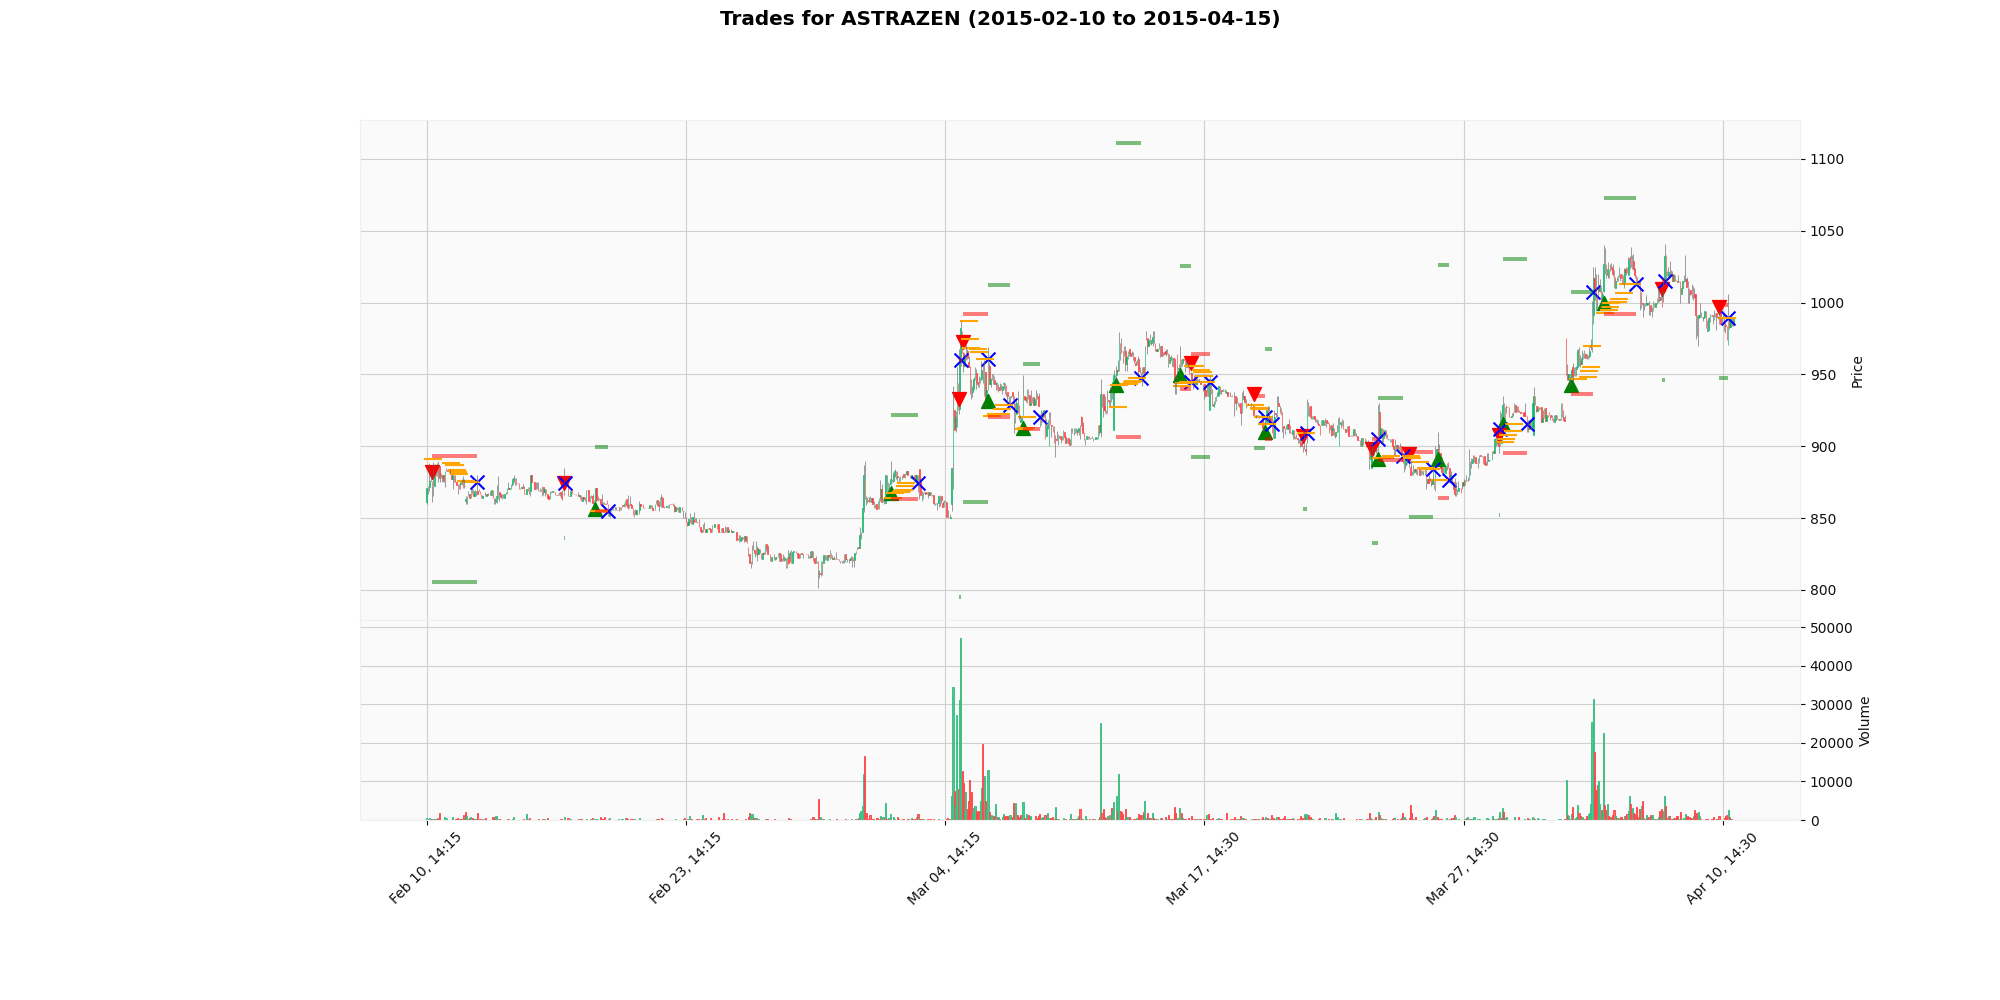 Trades for ASTRAZEN (2015-02-10 to 2015-04-15)
1100
1050
1000
950
900
850
800
Price
50000
40000
30000
20000
10000
0
Volume
Feb 10, 14:15
Feb 23, 14:15
Mar 04, 14:15
Mar 17, 14:30
Mar 27, 14:30
Apr 10, 14:30